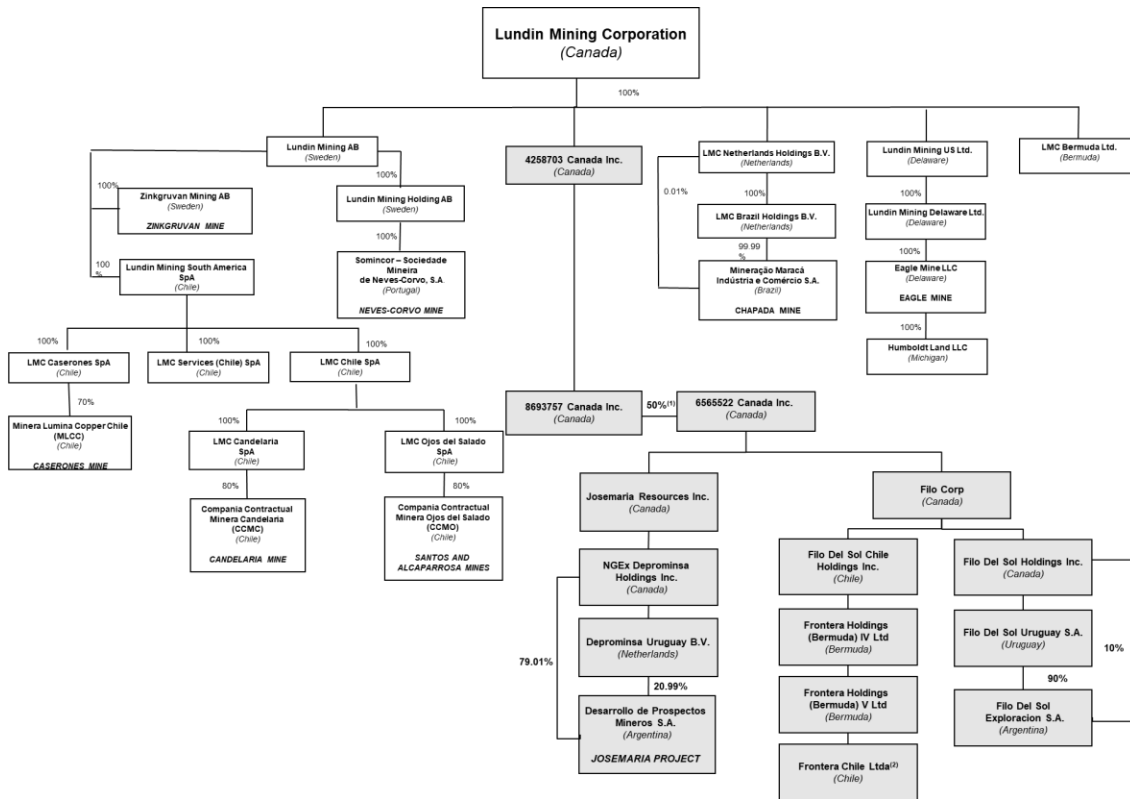 Lundin Mining Corporation
(Canada)
100%
Lundin Mining AB
(Sweden)
4258703 Canada Inc.
(Canada)
LMC Netherlands Holdings B.V.
(Netherlands)
Lundin Mining US Ltd.
(Delaware)
LMC Bermuda Ltd.
(Bermuda)
100%
Zinkgruvan Mining AB
(Sweden)
ZINKGRUVAN MINE
100%
Lundin Mining Holding AB
(Sweden)
0.01%
100%
LMC Brazil Holdings B.V.
(Netherlands)
100%
Lundin Mining Delaware Ltd.
(Delaware)
100
%
Lundin Mining South America
SpA
(Chile)
100%
Somincor – Sociedade
Mineira
de Neves-Corvo, S.A.
(Portugal)
NEVES-CORVO MINE
99.99
%
Mineração Maracá
Indústria e Comércio S.A.
(Brazil)
CHAPADA MINE
100%
Eagle Mine LLC
(Delaware)
EAGLE MINE
100%
Humboldt Land LLC
(Michigan)
100%
LMC Caserones SpA
(Chile)
100%
LMC Services (Chile) SpA
(Chile)
100%
LMC Chile SpA
(Chile)
70%
Minera Lumina Copper Chile
(MLCC)
(Chile)
CASERONES MINE
100%
LMC Candelaria
SpA
(Chile)
100%
LMC Ojos del Salado
SpA
(Chile)
80%
Compania Contractual
Minera Candelaria
(CCMC)
(Chile)
CANDELARIA MINE
80%
Compania Contractual
Minera Ojos del Salado
(CCMO)
(Chile)
SANTOS AND
ALCAPARROSA MINES
8693757 Canada Inc.
(Canada)
50%(1)
6565522 Canada Inc.
(Canada)
Josemaria Resources Inc.
(Canada)
Filo Corp
(Canada)
NGEx Deprominsa
Holdings Inc.
(Canada)
Filo Del Sol Chile
Holdings Inc.
(Chile)
Filo Del Sol Holdings Inc.
(Canada)
Deprominsa Uruguay B.V.
(Netherlands)
Frontera Holdings
(Bermuda) IV Ltd
(Bermuda)
Filo Del Sol Uruguay S.A.
(Uruguay)
79.01%
20.99%
10%
90%
Desarrollo de Prospectos
Mineros S.A.
(Argentina)
JOSEMARIA PROJECT
Frontera Holdings
(Bermuda) V Ltd
(Bermuda)
Filo Del Sol
Exploracion S.A.
(Argentina)
Frontera Chile Ltda(2)
(Chile)